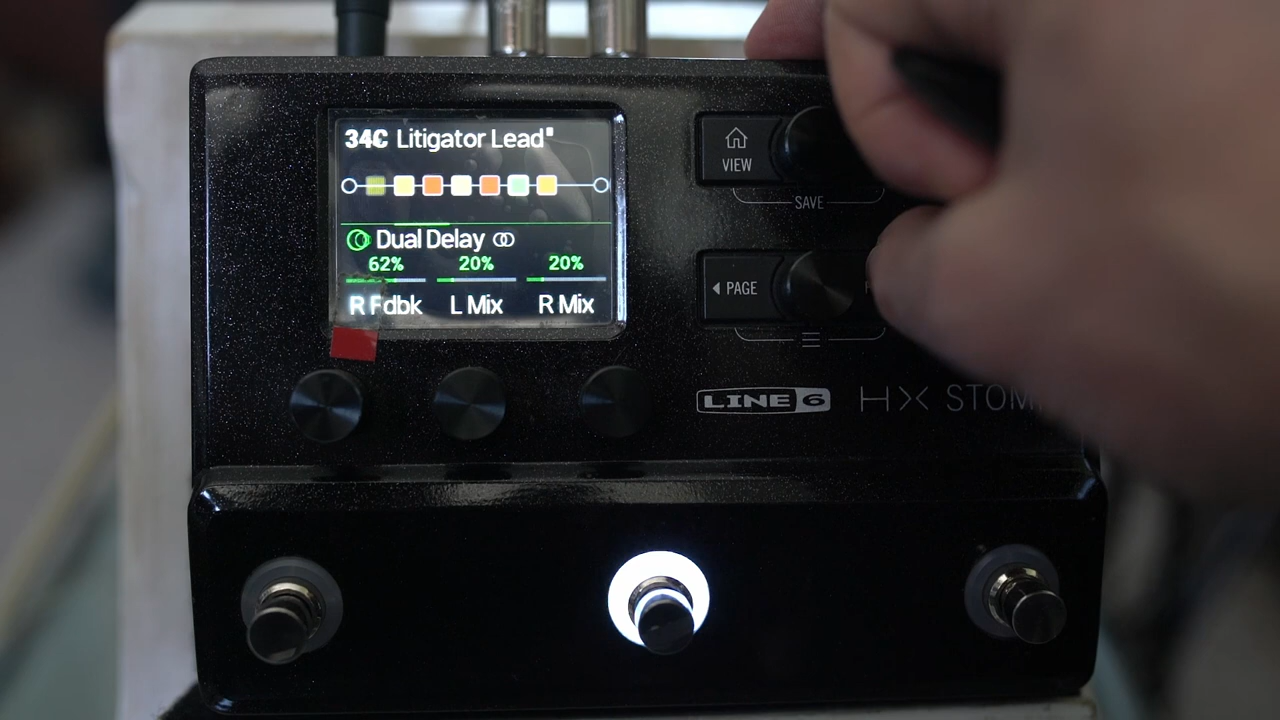 34C Litigator Lead
Dual Delay
62% 20% 20%
R Fdbk L Mix R Mix
VIEW
SAVE
PAGE
LINE 6 HX STOM